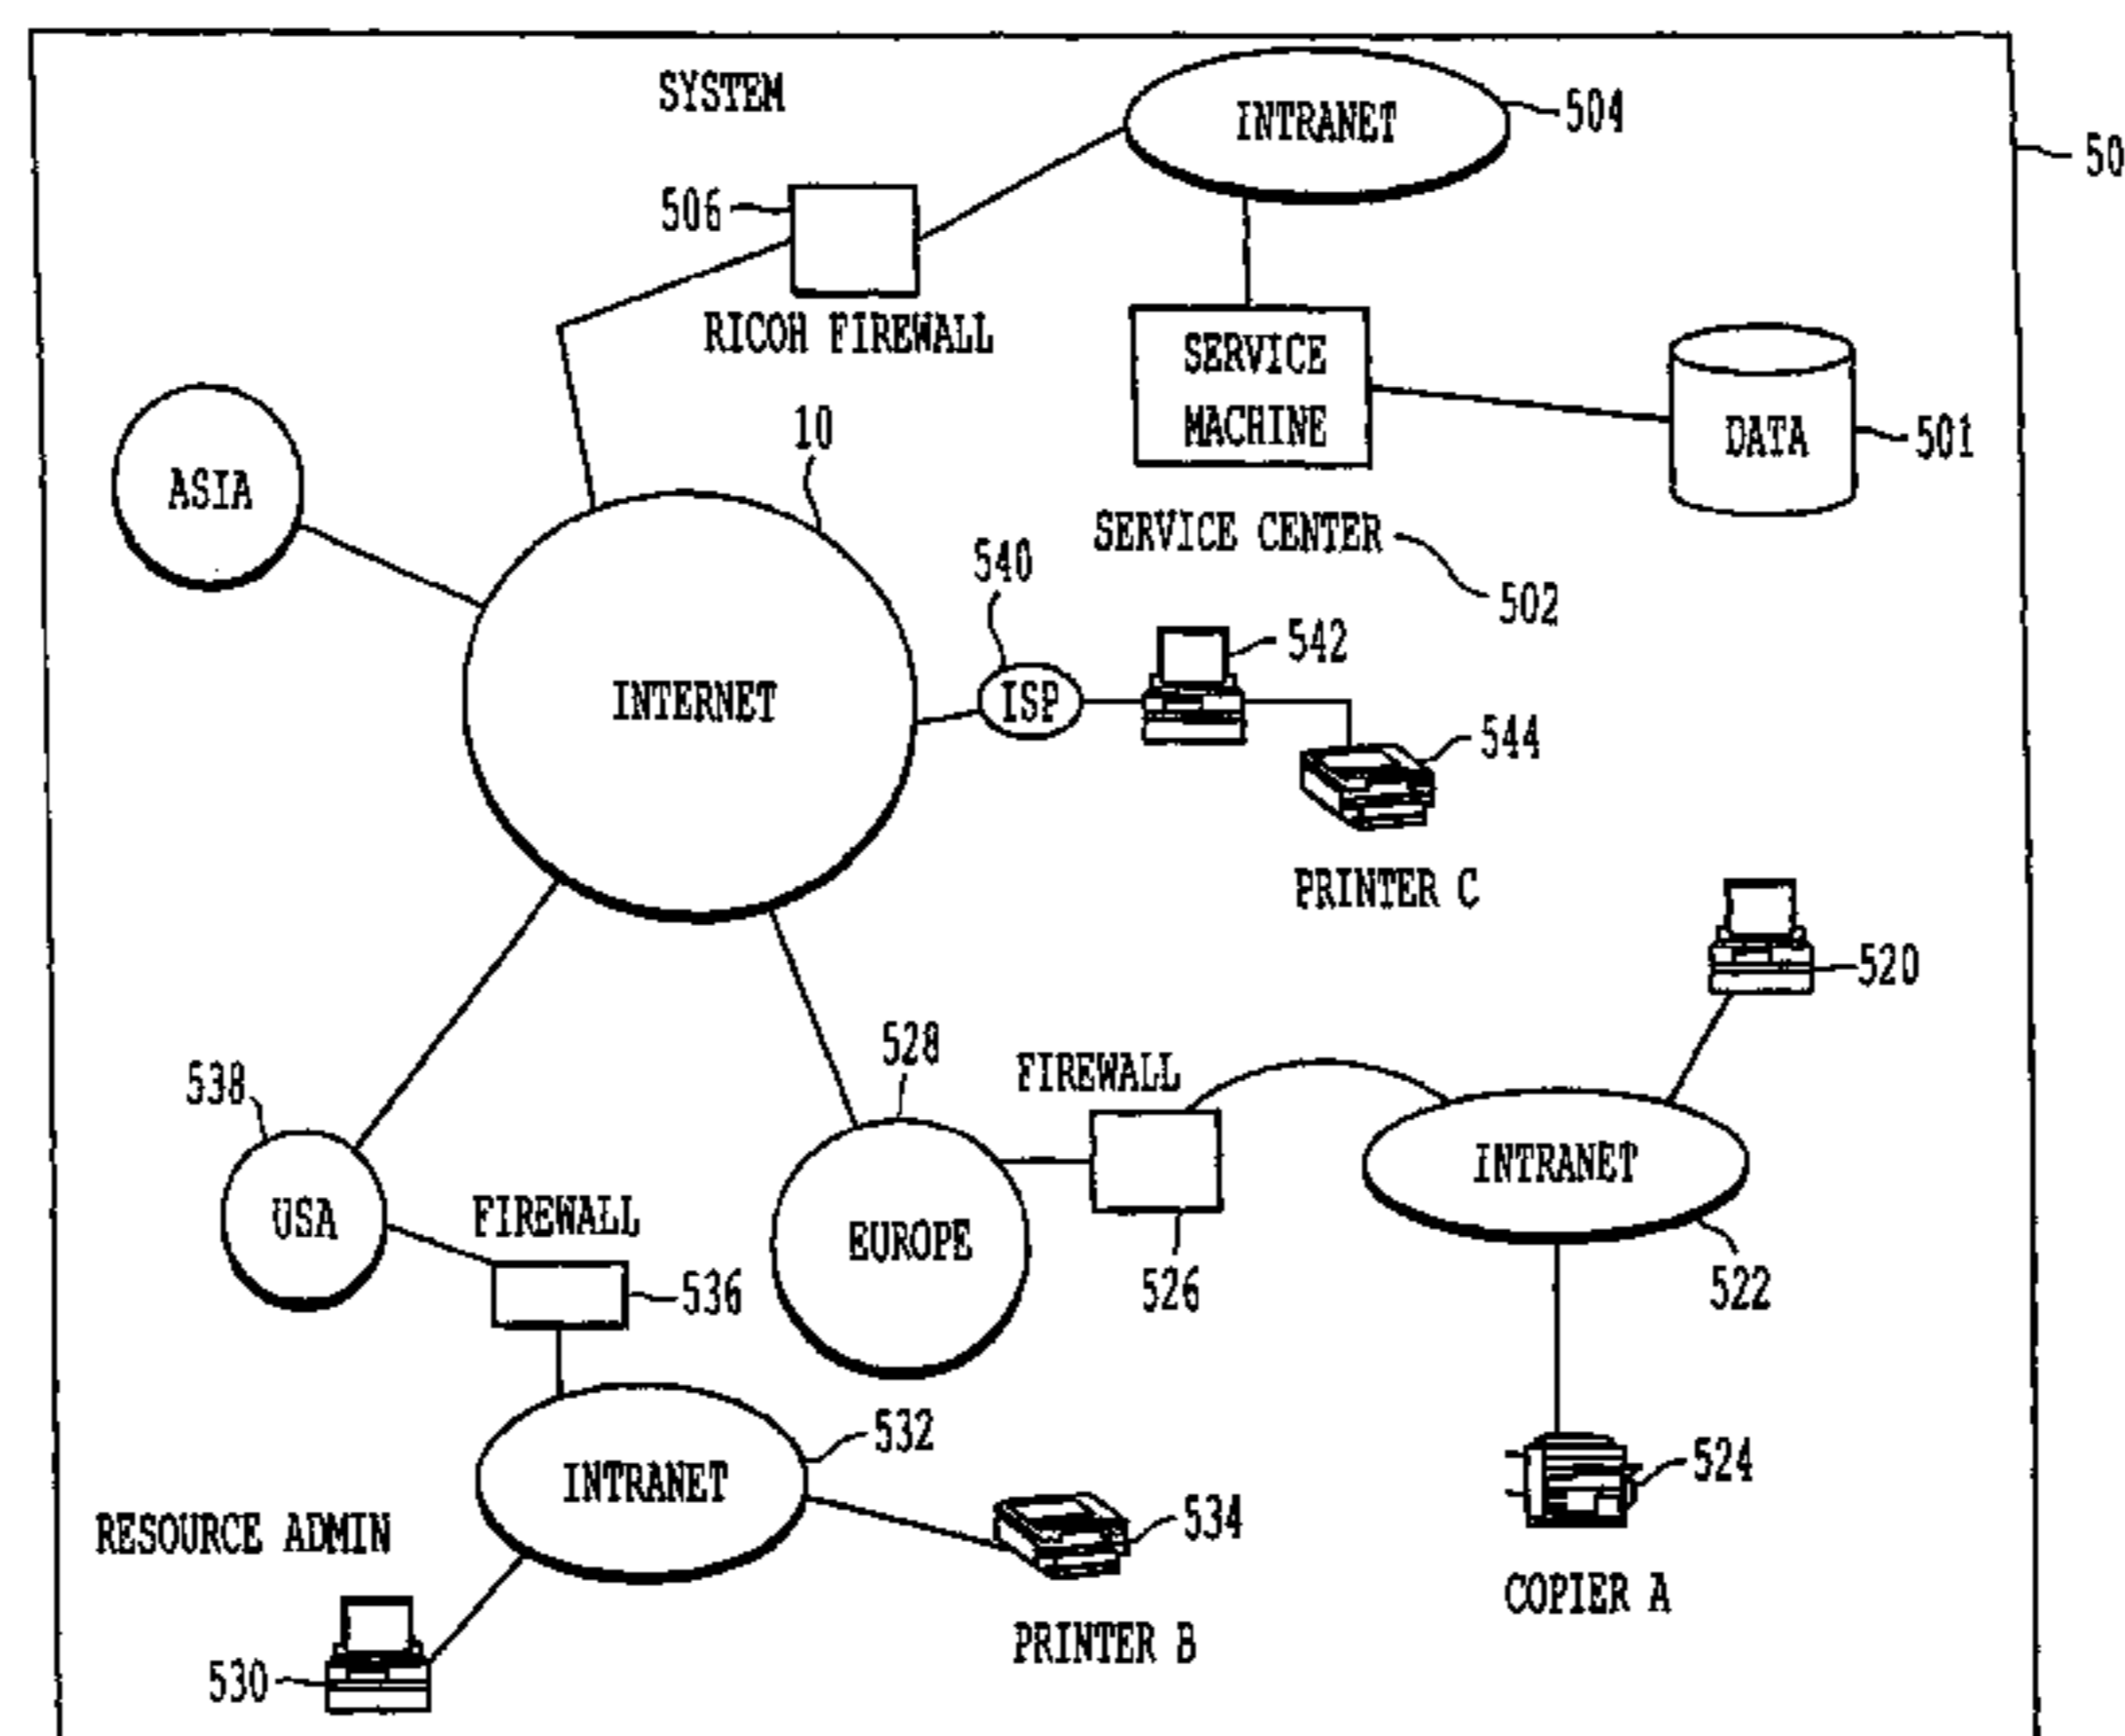 SYSTEM
INTRANET
504
50
506
RICOH FIREWALL
SERVICE
MACHINE
DATA
501
10
ASIA
SERVICE CENTER
502
540
542
INTERNET
ISP
544
PRINTER C
520
528
FIREWALL
538
INTRANET
USA
FIREWALL
EUROPE
536
526
522
532
INTRANET
524
RESOURCE ADMIN
534
COPIER A
PRINTER B
530